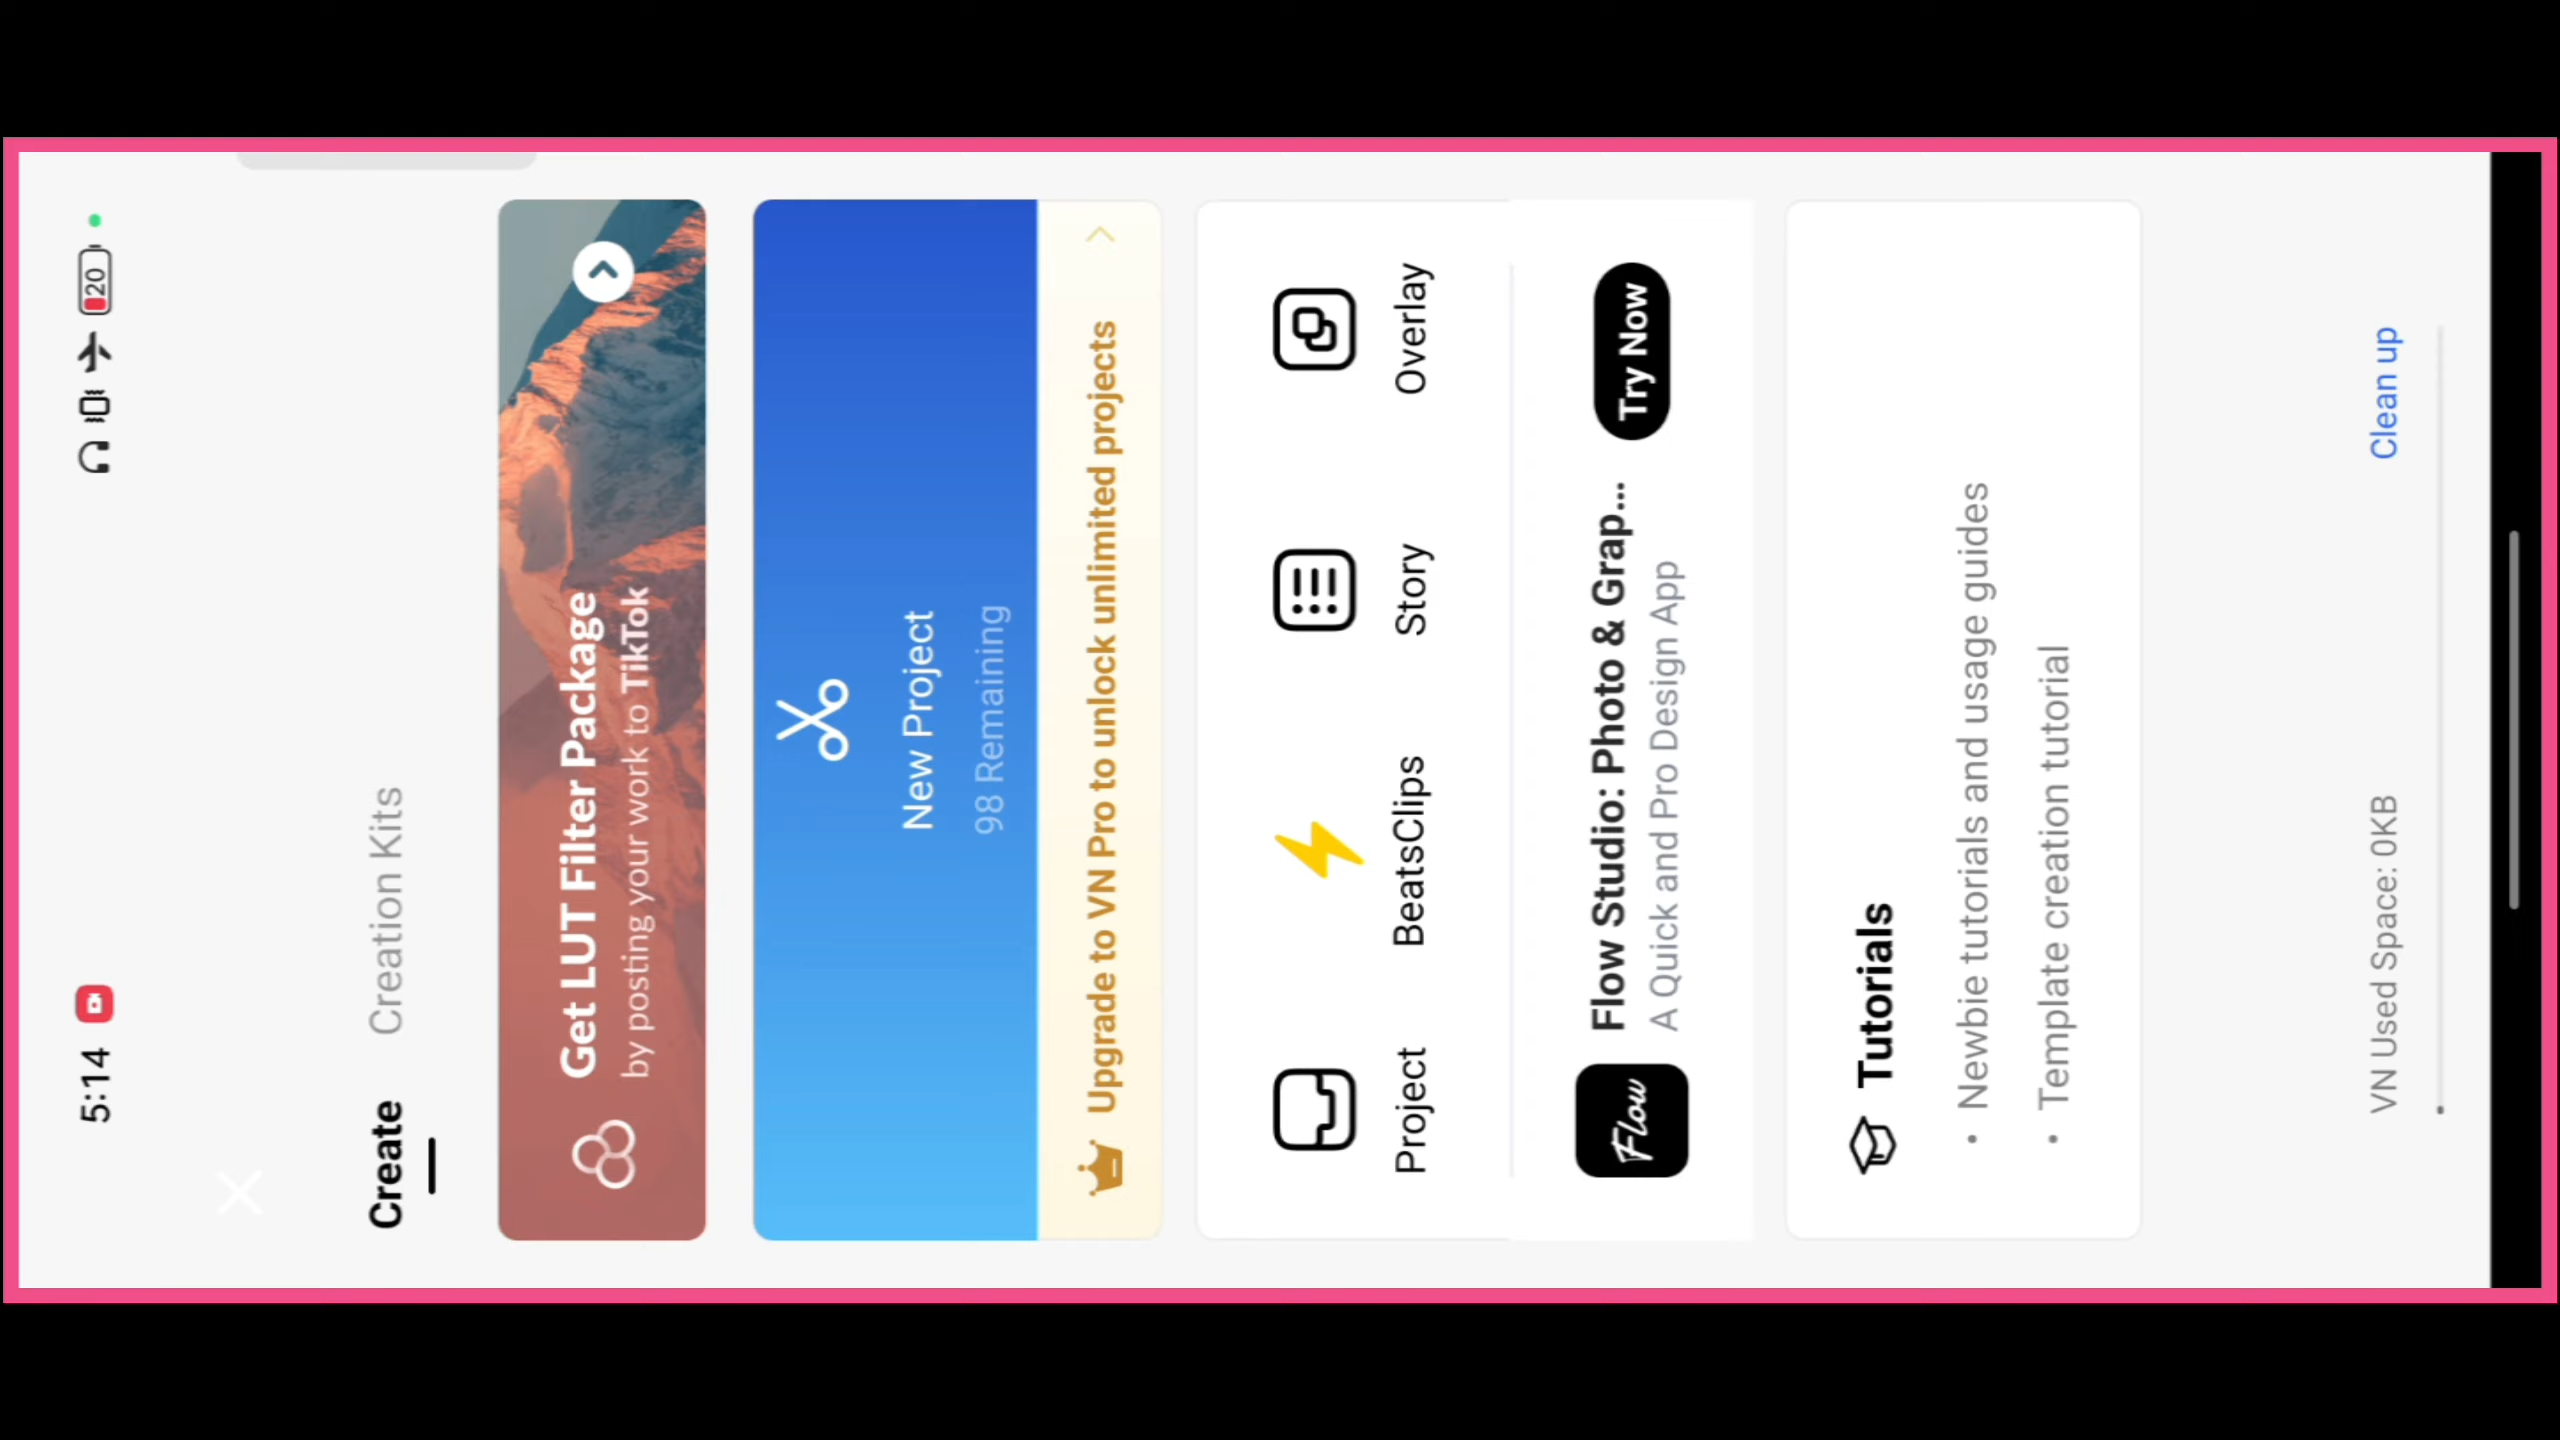 5:14
20
Create Creation Kits
Get LUT Filter Package
by posting your work to TikTok
New Project
98 Remaining
Upgrade to VN Pro to unlock unlimited projects
Project BeatsClips Story Overlay
Flow
Flow Studio: Photo & Grap...
A Quick and Pro Design App
Try Now
Tutorials
• Newbie tutorials and usage guides
• Template creation tutorial
VN Used Space: 0KB Clean up